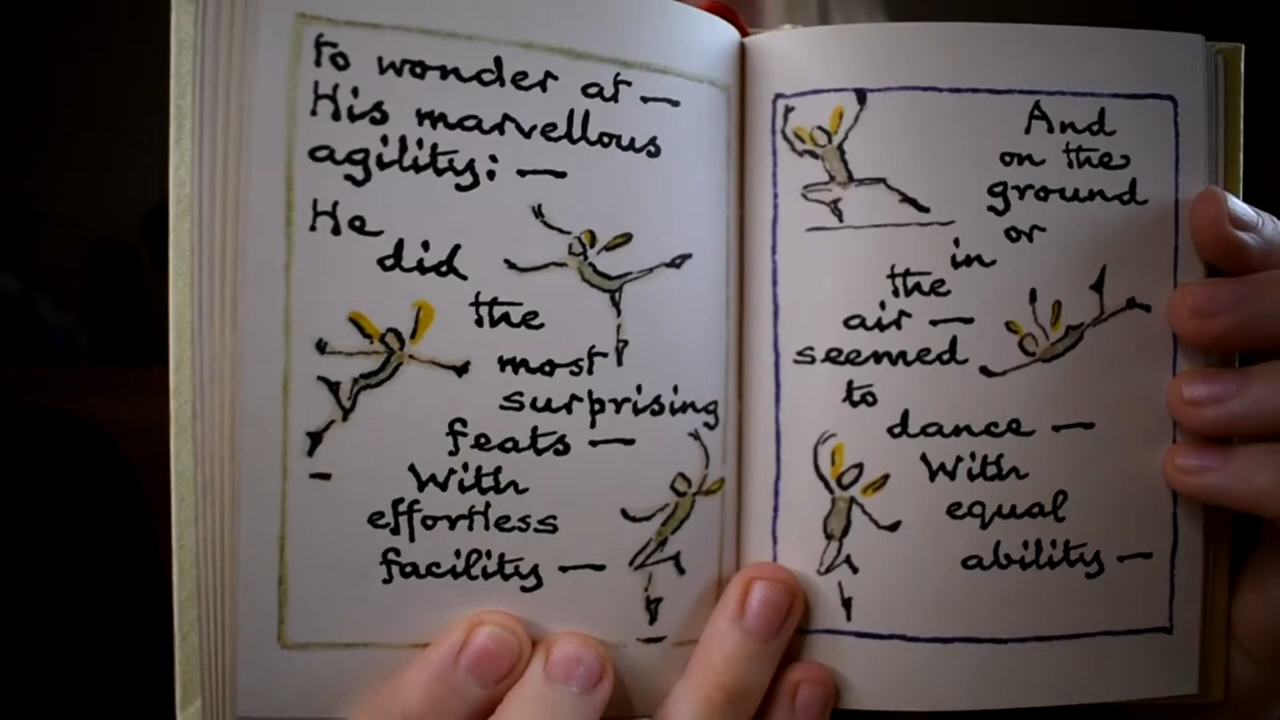 to wonder at —
His marvellous
agility: —
He
did
the
most
surprising
feats —
With
effortless
facility —
And
on the
ground
or
in
the
air —
seemed
to
dance —
With
equal
ability —